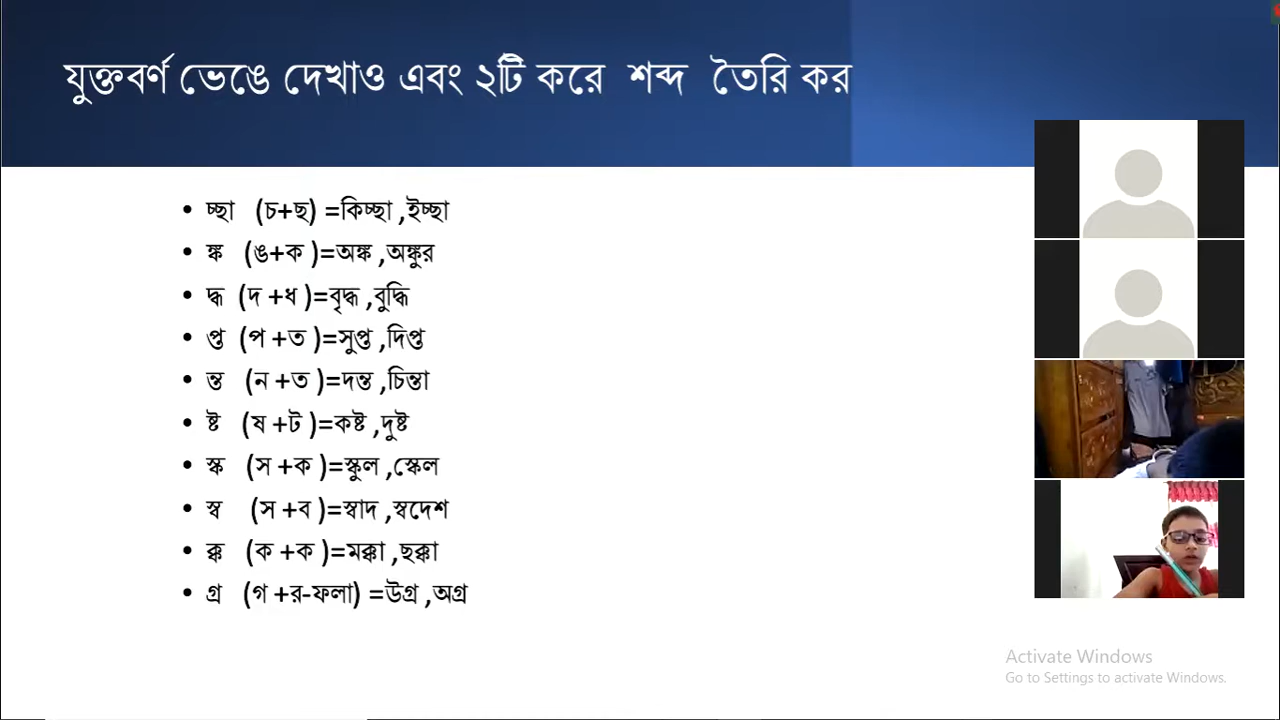 যুক্তবর্ণ ভেঙে দেখাও এবং ২টি করে শব্দ তৈরি কর
• চ্ছা (চ+ছ) =কিচ্ছা ,ইচ্ছা
• ঙ্ক (ঙ+ক )=অঙ্ক ,অঙ্কুর
• দ্ধ (দ +ধ )=বৃদ্ধ ,বুদ্ধি
• প্ত (প +ত )=সুপ্ত ,দিপ্ত
• ন্ত (ন +ত )=দন্ত ,চিন্তা
• ষ্ট (ষ +ট )=কষ্ট ,দুষ্ট
• স্ক (স +ক )=স্কুল ,স্কেল
• স্ব (স +ব )=স্বাদ ,স্বদেশ
• ক্ক (ক +ক )=মক্কা ,ছক্কা
• গ্র (গ +র-ফলা) =উগ্র ,অগ্র
Activate Windows
Go to Settings to activate Windows.